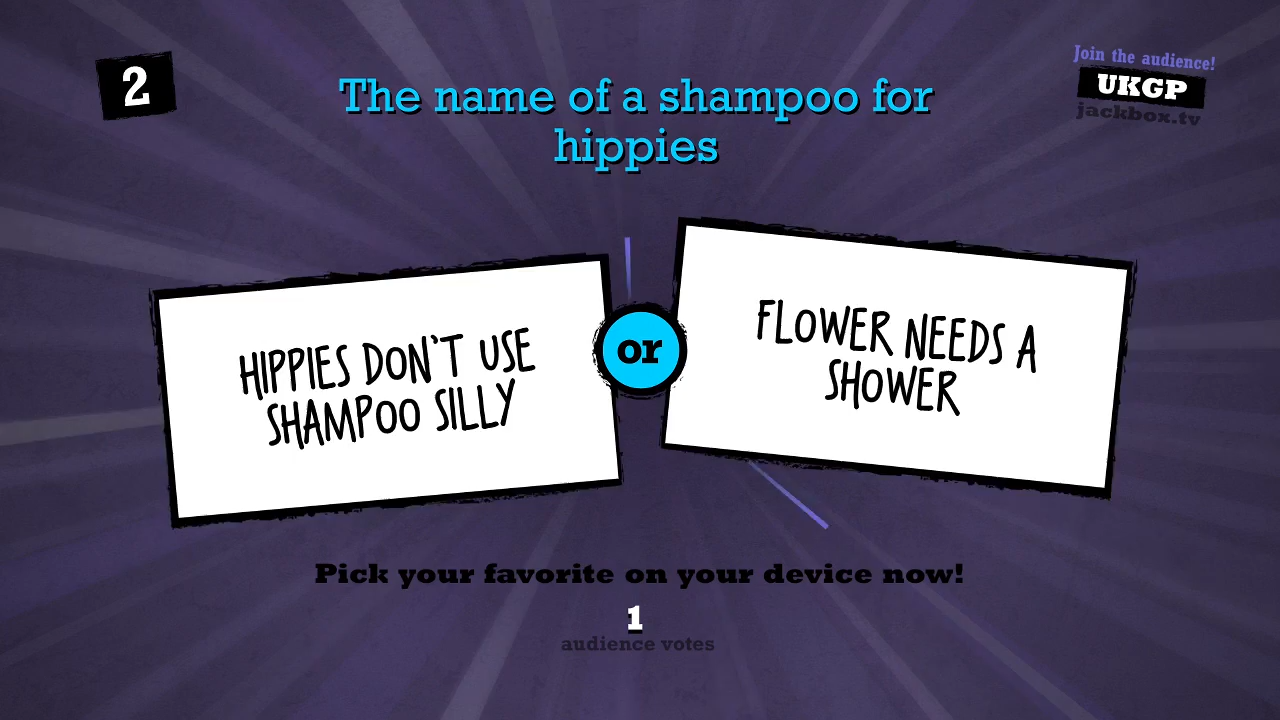 2
Join the audience!
UKGP
jackbox.tv
The name of a shampoo for
hippies
HIPPIES DON'T USE
SHAMPOO SILLY
or
FLOWER NEEDS A
SHOWER
Pick your favorite on your device now!
1
audience votes